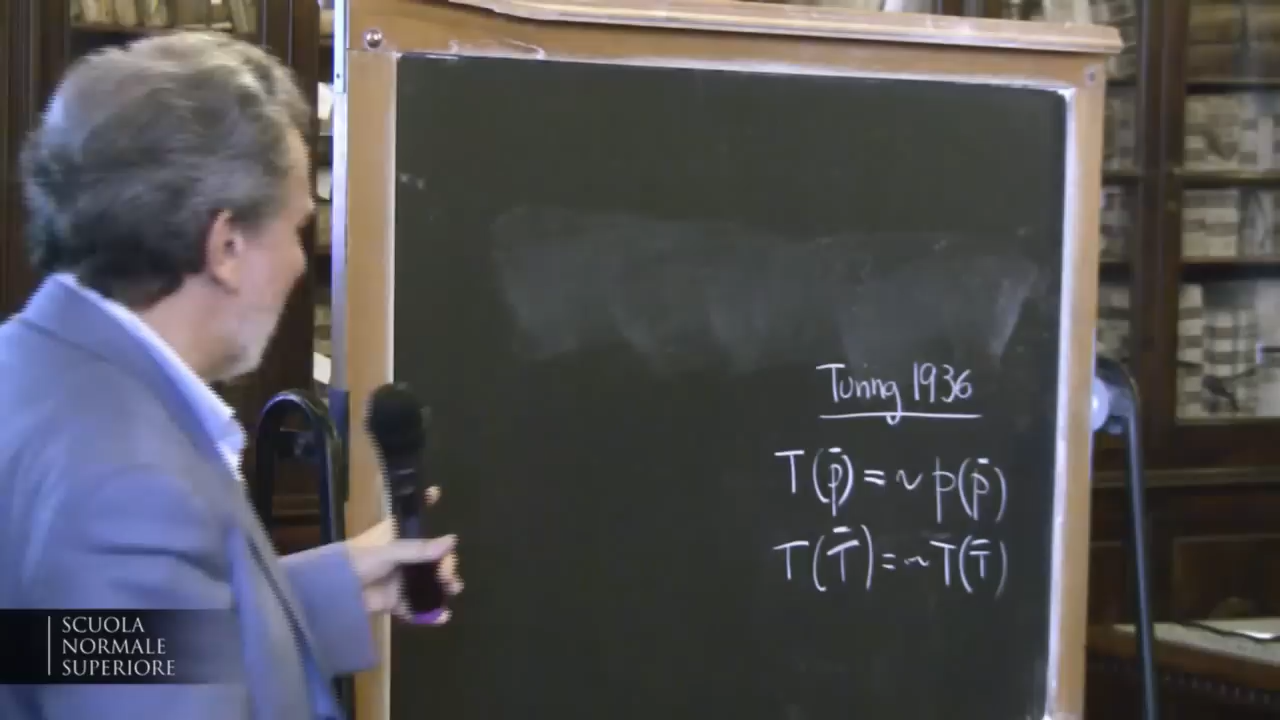 Turing 1936
T(p̄) = ~ p(p̄)
T(T̄) = ~ T(T̄)
SCUOLA
NORMALE
SUPERIORE